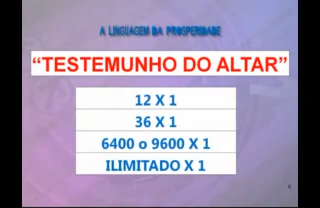 A LINGUAGEM DA PROSPERIDADE
“TESTEMUNHO DO ALTAR”
12 X 1
36 X 1
6400 o 9600 X 1
ILIMITADO X 1